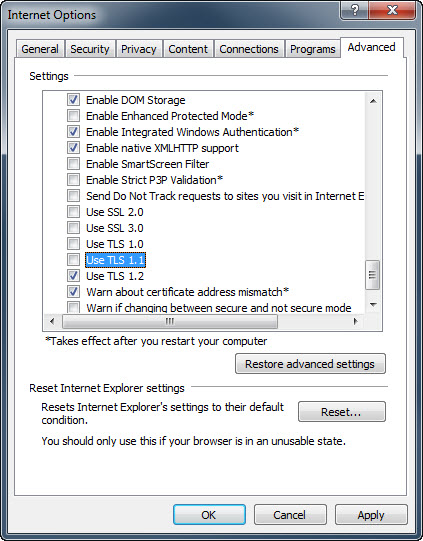 Internet Options
General Security Privacy Content Connections Programs Advanced
Settings
Enable DOM Storage
Enable Enhanced Protected Mode*
Enable Integrated Windows Authentication*
Enable native XMLHTTP support
Enable SmartScreen Filter
Enable Strict P3P Validation*
Send Do Not Track requests to sites you visit in Internet E
Use SSL 2.0
Use SSL 3.0
Use TLS 1.0
Use TLS 1.1
Use TLS 1.2
Warn about certificate address mismatch*
Warn if changing between secure and not secure mode
*Takes effect after you restart your computer
Restore advanced settings
Reset Internet Explorer settings
Resets Internet Explorer's settings to their default
condition.
Reset...
You should only use this if your browser is in an unusable state.
OK Cancel Apply